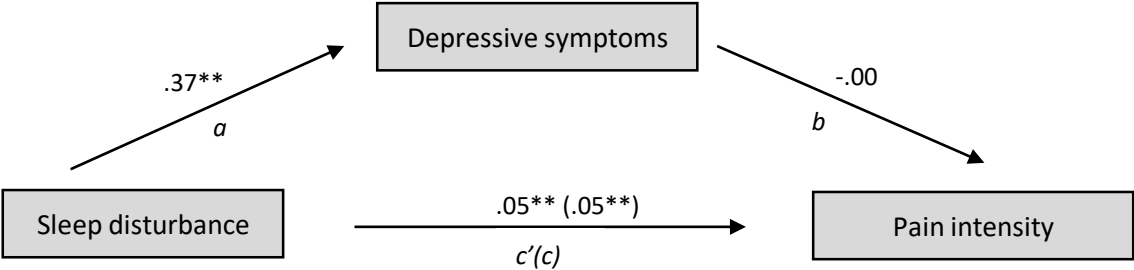 Depressive symptoms
.37**
a
-.00
b
Sleep disturbance
.05** (.05**)
c’(c)
Pain intensity